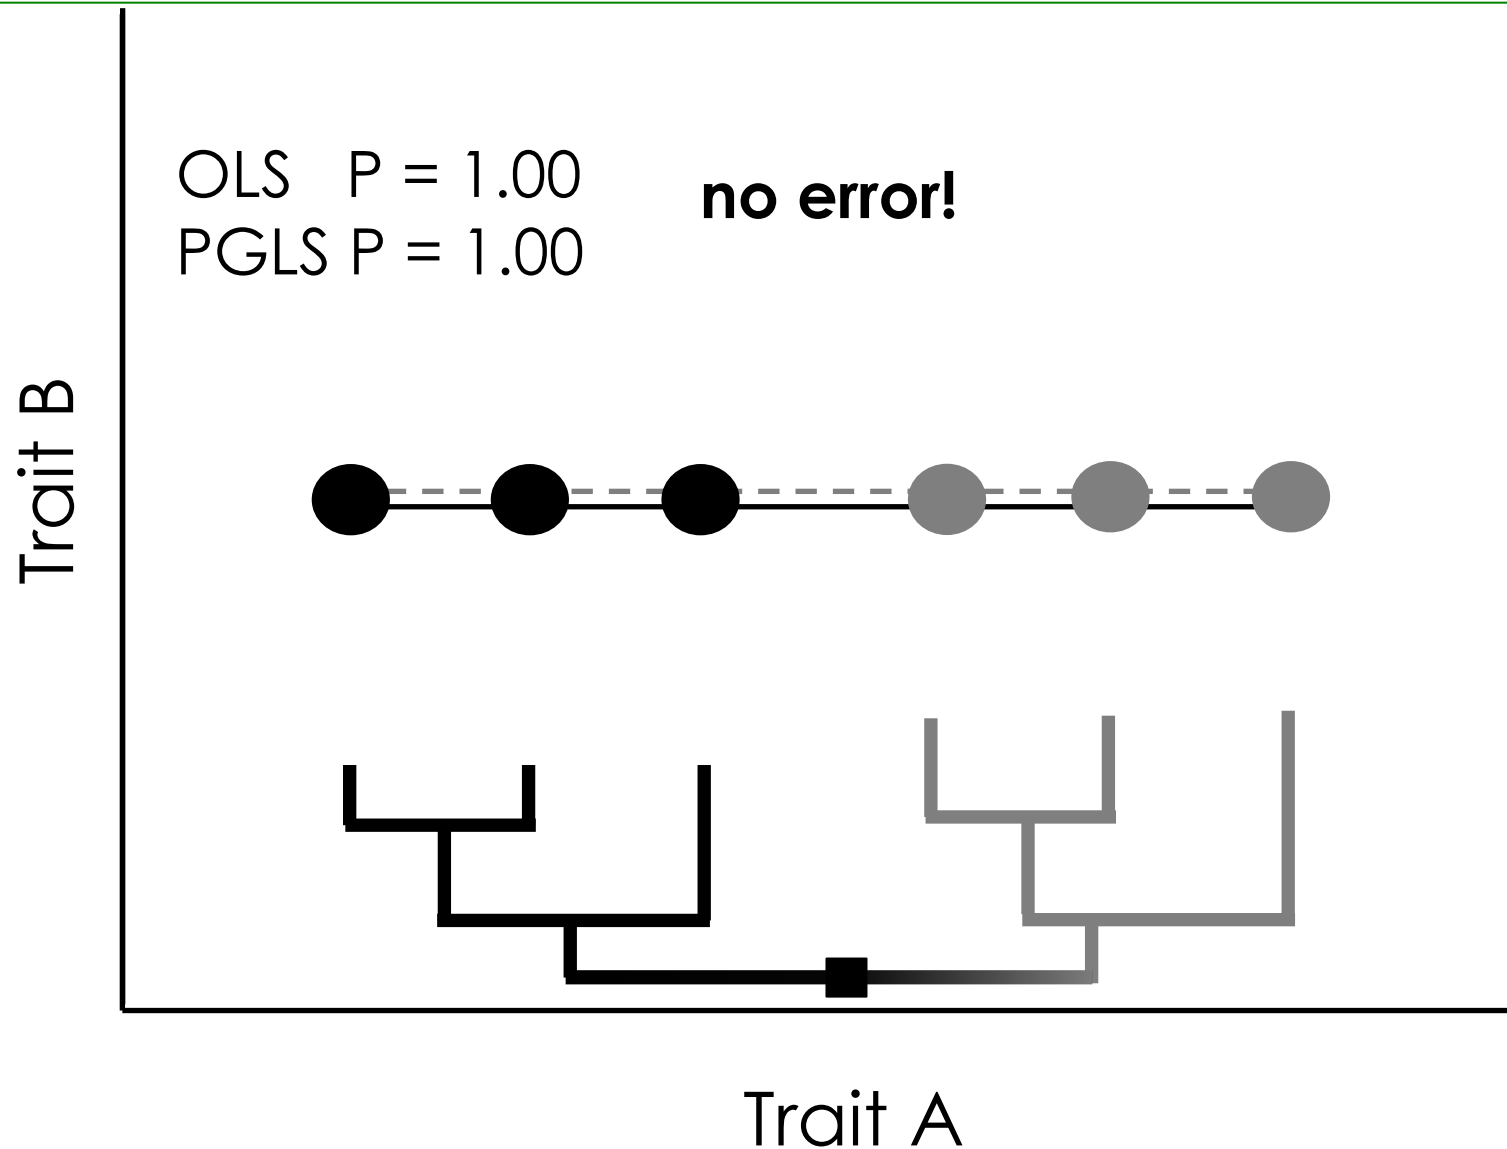 OLS P = 1.00
PGLS P = 1.00
no error!
Trait B
Trait A